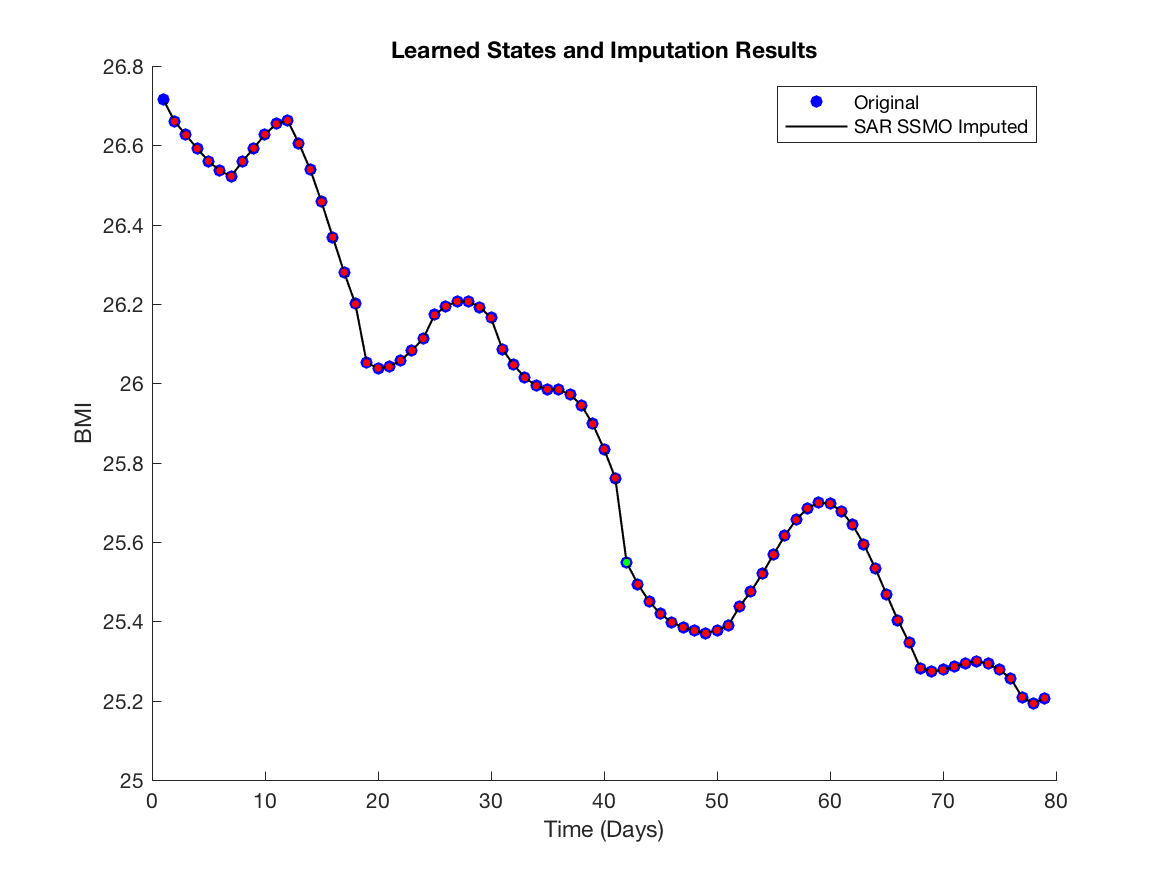 Learned States and Imputation Results
Original
SAR SSMO Imputed
26.8
26.6
26.4
26.2
26
25.8
25.6
25.4
25.2
25
BMI
0 10 20 30 40 50 60 70 80
Time (Days)